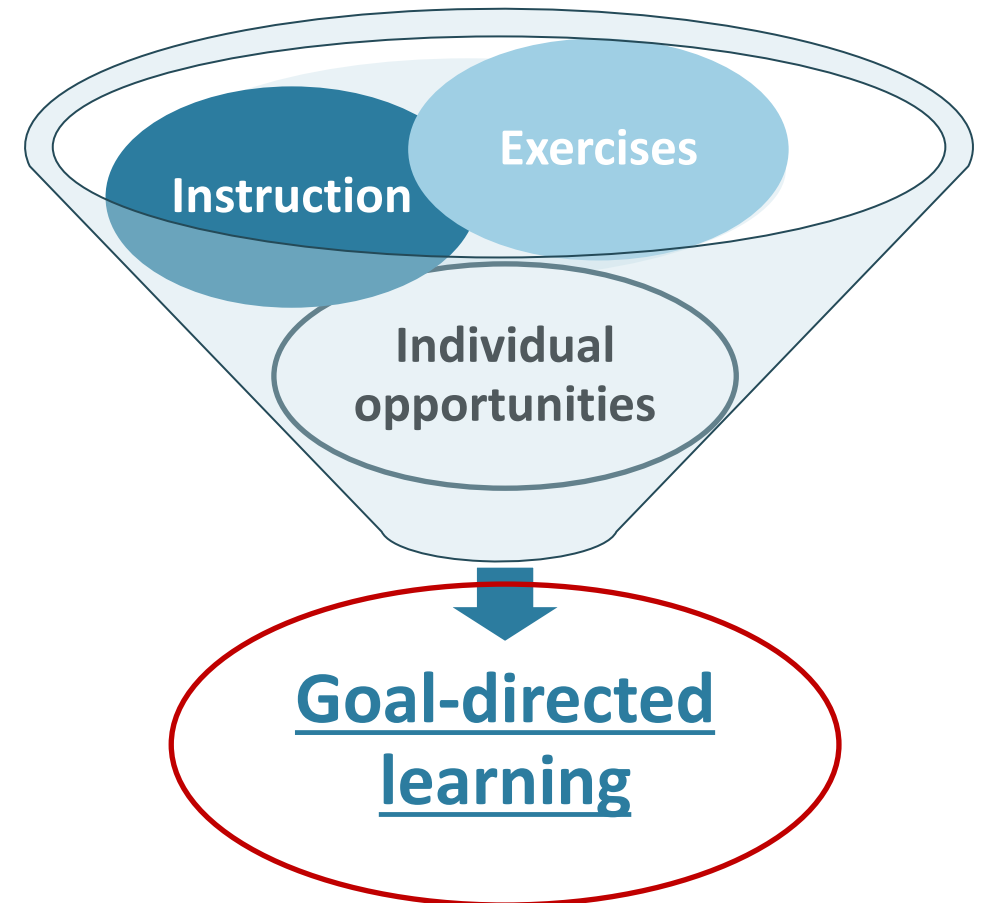 Exercises
Instruction
Individual
opportunities
Goal-directed
learning